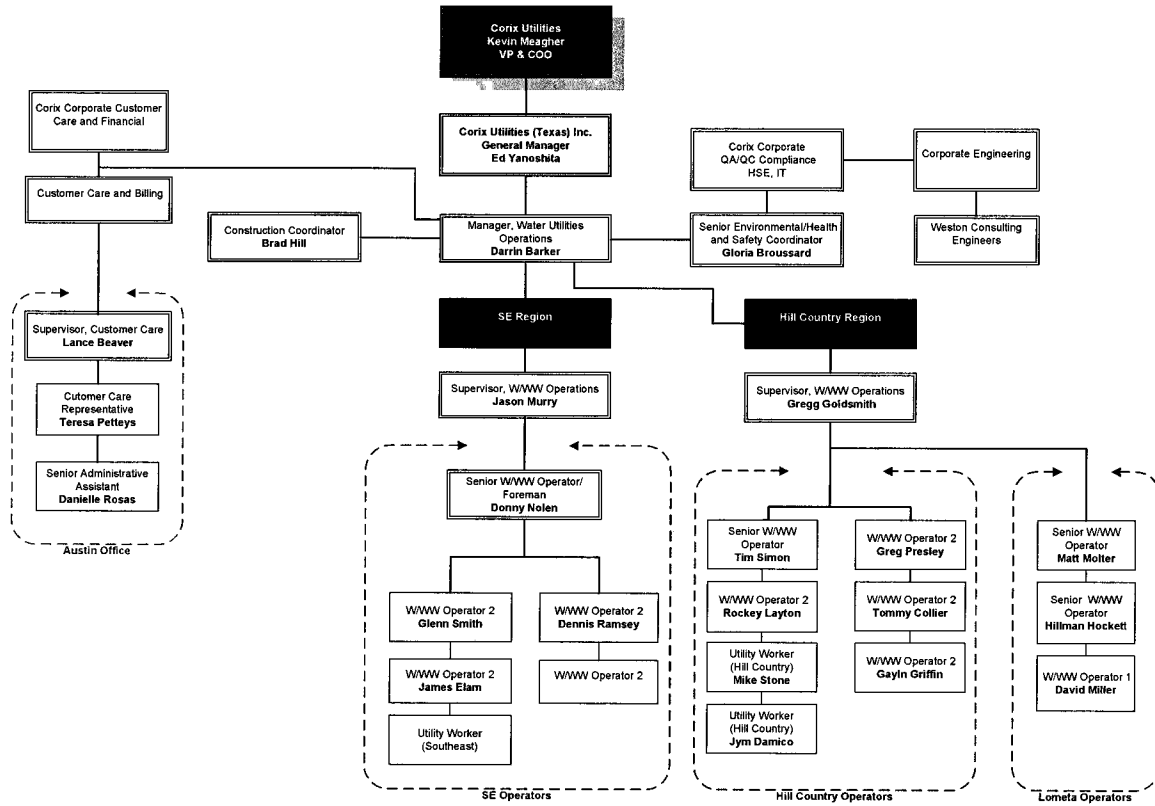 Corix Utilities
Kevin Meagher
VP & COO
Corix Corporate Customer
Care and Financial
Corix Utilities (Texas) Inc.
General Manager
Ed Yanoshita
Corix Corporate
QA/QC Compliance
HSE, IT
Corporate Engineering
Customer Care and Billing
Construction Coordinator
Brad Hill
Manager, Water Utilities
Operations
Darrin Barker
Senior Environmental/Health
and Safety Coordinator
Gloria Broussard
Weston Consulting
Engineers
SE Region
Hill Country Region
Supervisor, Customer Care
Lance Beaver
Cutomer Care
Representative
Teresa Petteys
Senior Administrative
Assistant
Danielle Rosas
Austin Office
Supervisor, W/WW Operations
Jason Murry
Supervisor, W/WW Operations
Gregg Goldsmith
Senior W/WW Operator/
Foreman
Donny Nolen
W/WW Operator 2
Glenn Smith
W/WW Operator 2
James Elam
Utility Worker
(Southeast)
W/WW Operator 2
Dennis Ramsey
W/WW Operator 2
SE Operators
Senior W/WW
Operator
Tim Simon
W/WW Operator 2
Rockey Layton
Utility Worker
(Hill Country)
Mike Stone
Utility Worker
(Hill Country)
Jym Damico
W/WW Operator 2
Greg Presley
W/WW Operator 2
Tommy Collier
W/WW Operator 2
Gayln Griffin
Hill Country Operators
Senior W/WW
Operator
Matt Molter
Senior W/WW
Operator
Hillman Hockett
W/WW Operator 1
David Miller
Lometa Operators